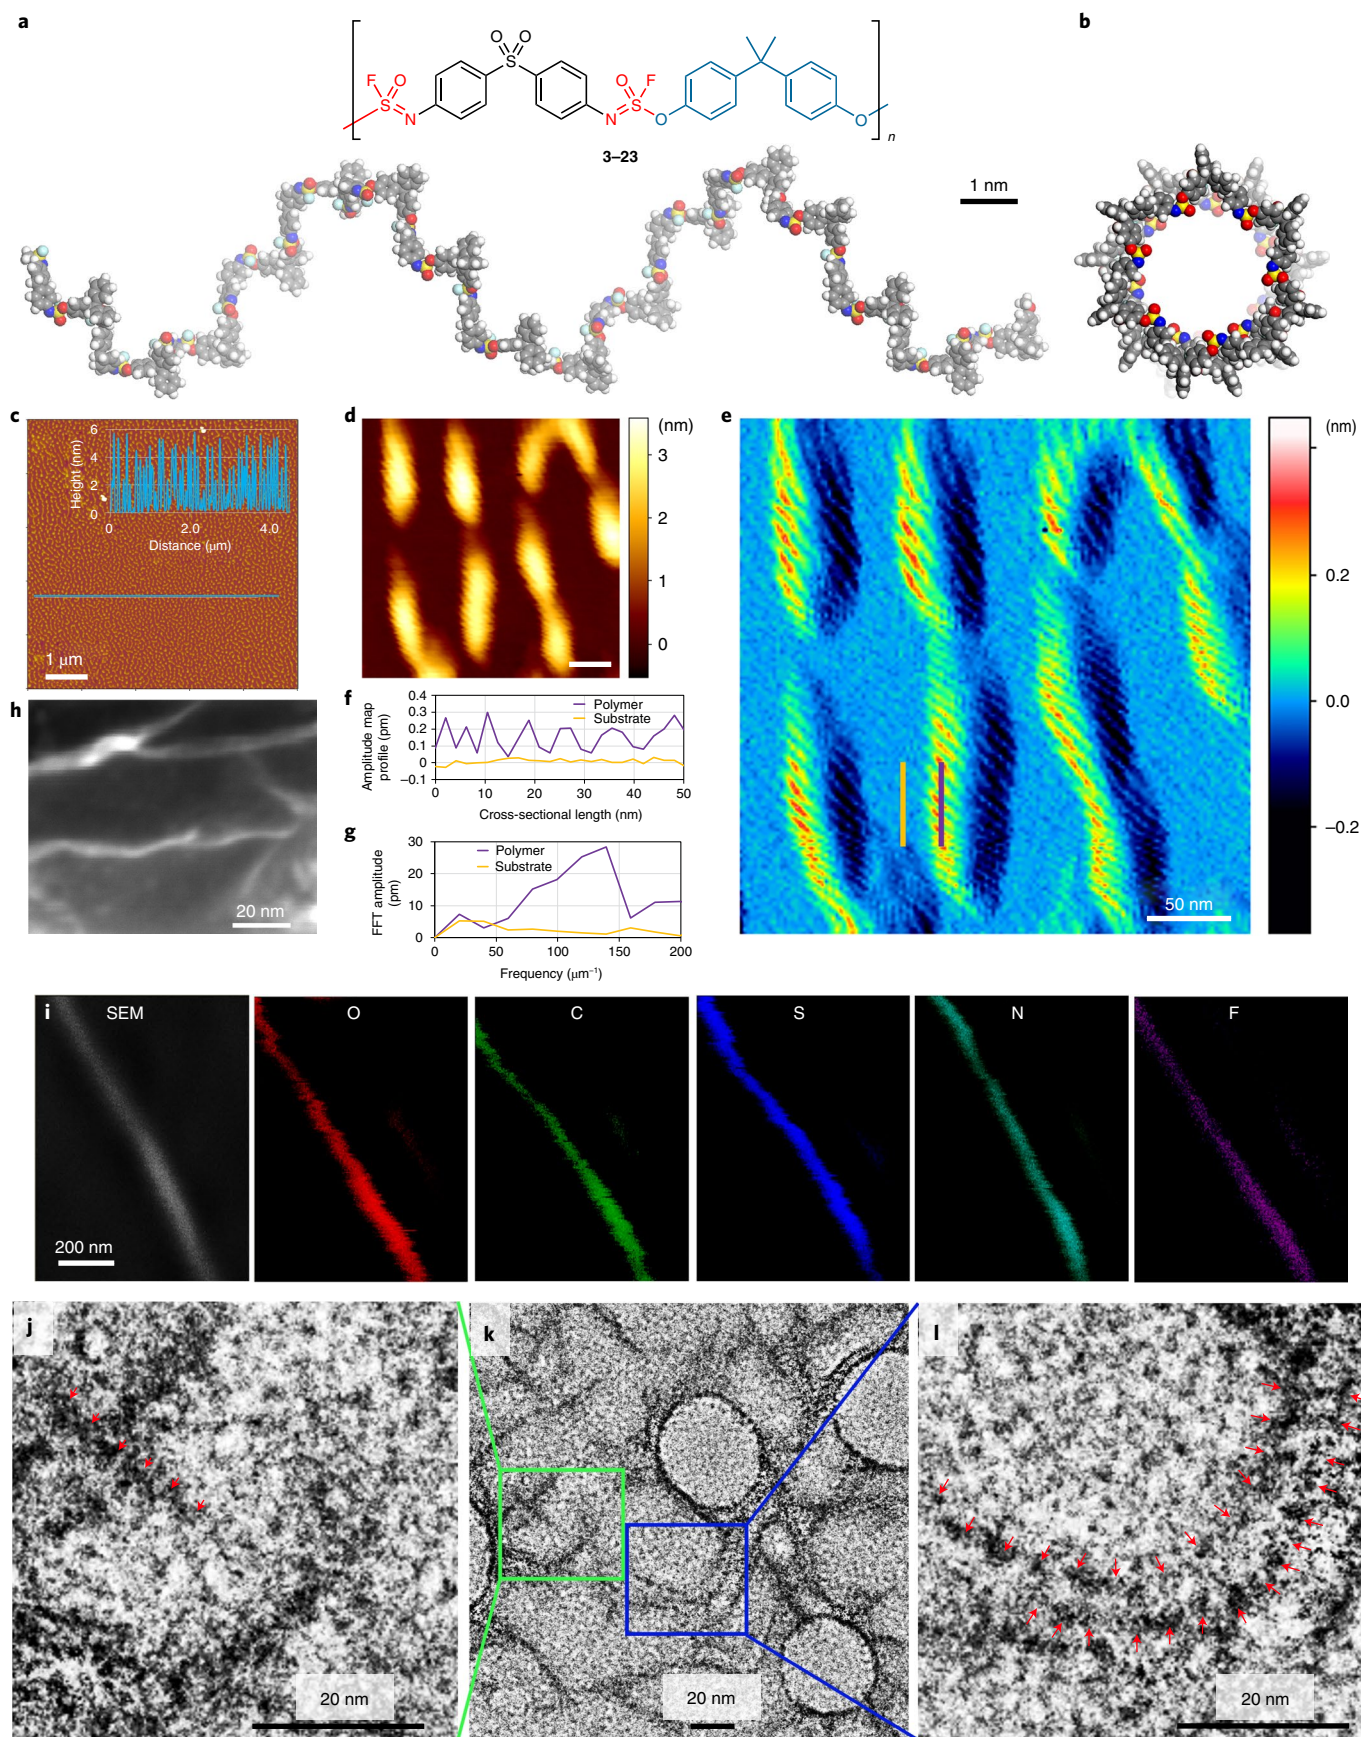 a
b
O O
S
F O
S
N
O F
N S
O
O
n
3–23
1 nm
c
6
4
2
0
Height (nm)
0 2.0 4.0
Distance (μm)
1 μm
d
(nm)
3
2
1
0
e
(nm)
0.2
0.0
−0.2
50 nm
f
0.4
0.3
0.2
0.1
0
−0.1
Amplitude map
profile (pm)
Polymer
Substrate
0 10 20 30 40 50
Cross-sectional length (nm)
g
30
20
10
0
FFT amplitude
(pm)
Polymer
Substrate
0 50 100 150 200
Frequency (μm⁻¹)
h
20 nm
i
SEM
O
C
S
N
F
200 nm
j
k
l
20 nm
20 nm
20 nm